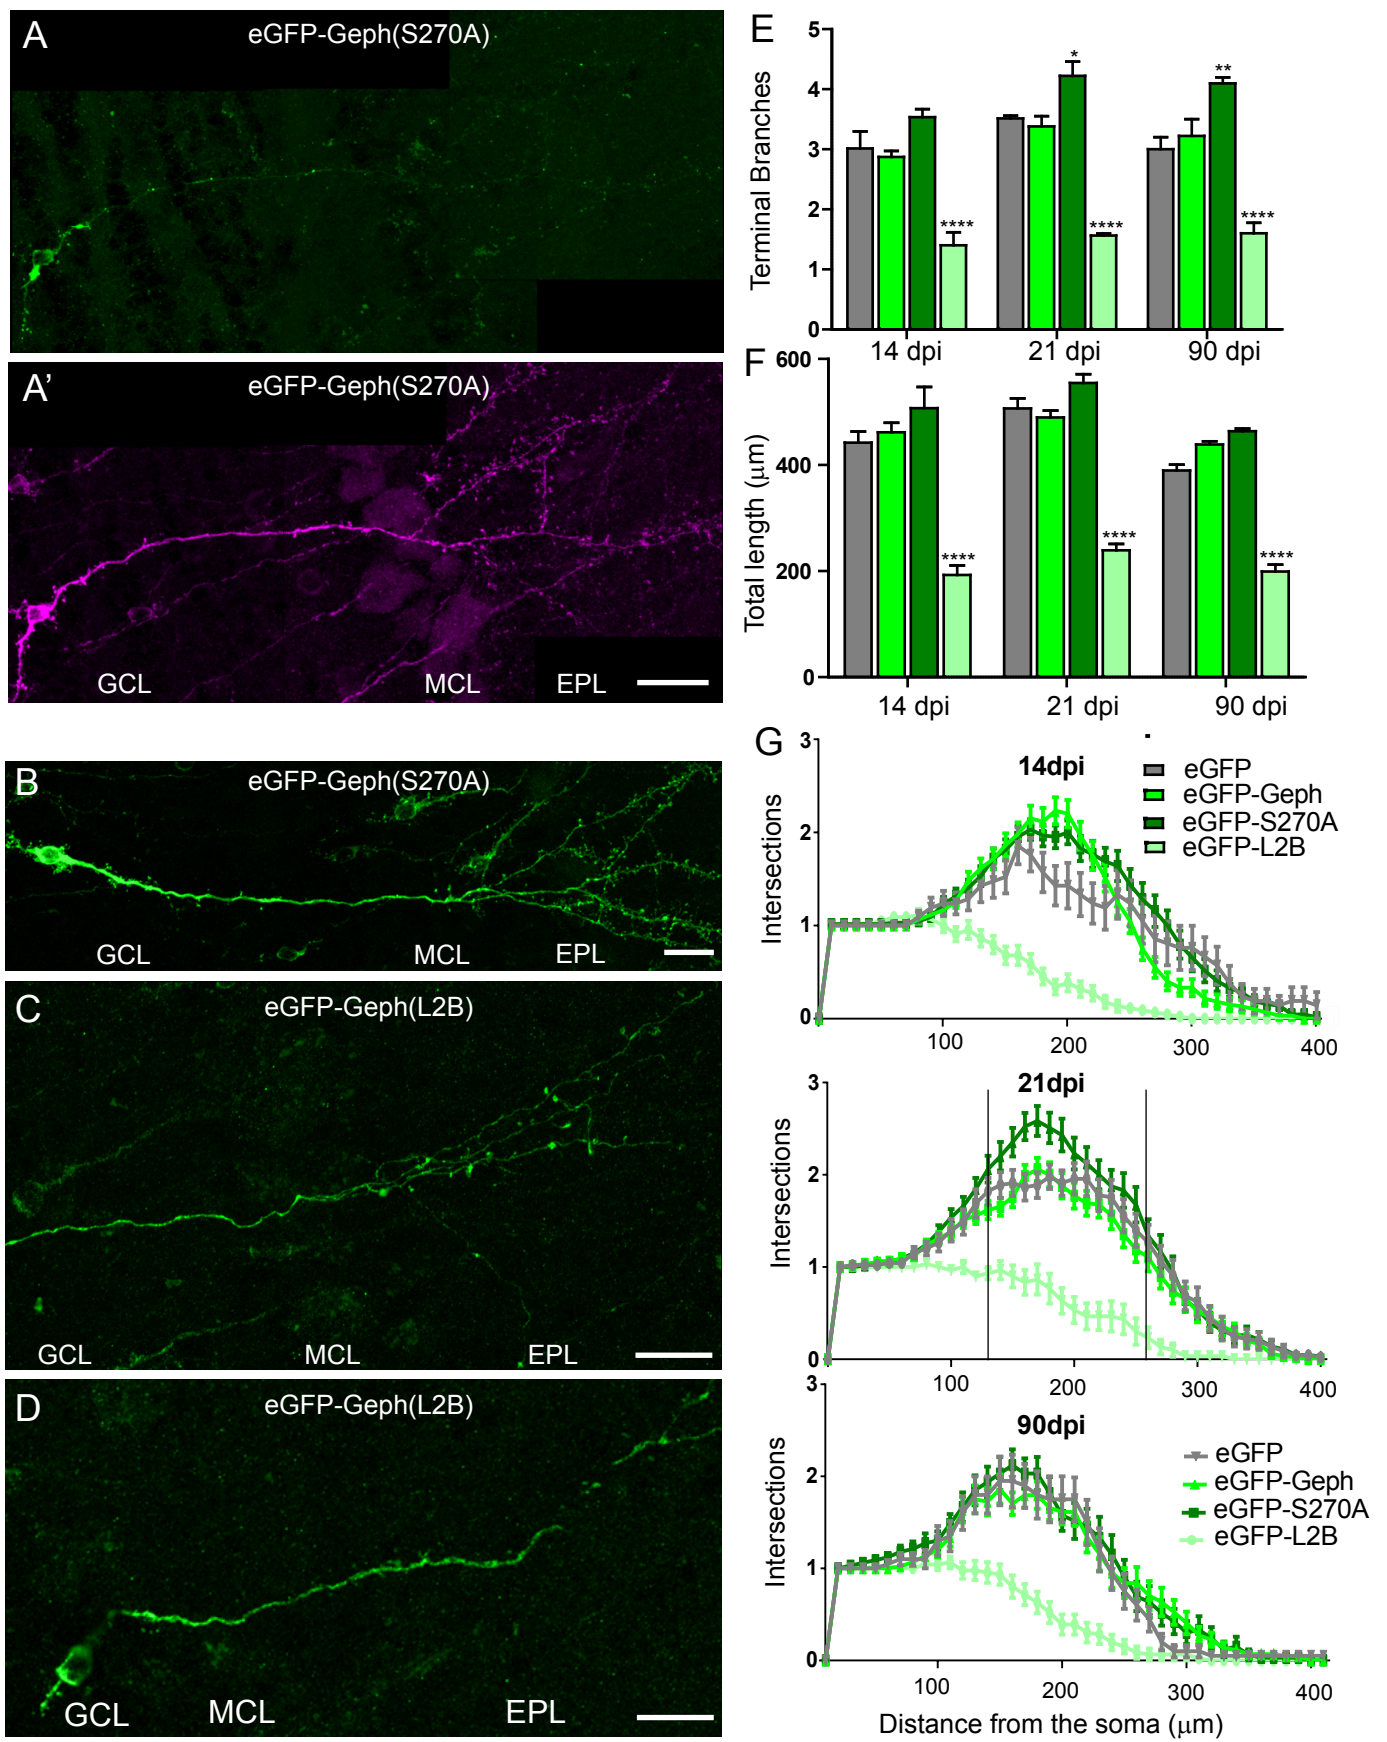 A
eGFP-Geph(S270A)
A’
eGFP-Geph(S270A)
GCL MCL EPL
B
eGFP-Geph(S270A)
GCL MCL EPL
C
eGFP-Geph(L2B)
GCL MCL EPL
D
eGFP-Geph(L2B)
GCL MCL EPL
E
Terminal Branches
5
4
3
2
1
0
* ** **** **** ****
14 dpi 21 dpi 90 dpi
F
Total length (μm)
600
400
200
0
**** **** ****
14 dpi 21 dpi 90 dpi
G
14dpi
eGFP
eGFP-Geph
eGFP-S270A
eGFP-L2B
Intersections
3
2
1
0
100 200 300 400
21dpi
Intersections
3
2
1
0
100 200 300 400
90dpi
eGFP
eGFP-Geph
eGFP-S270A
eGFP-L2B
Intersections
3
2
1
0
100 200 300 400
Distance from the soma (μm)